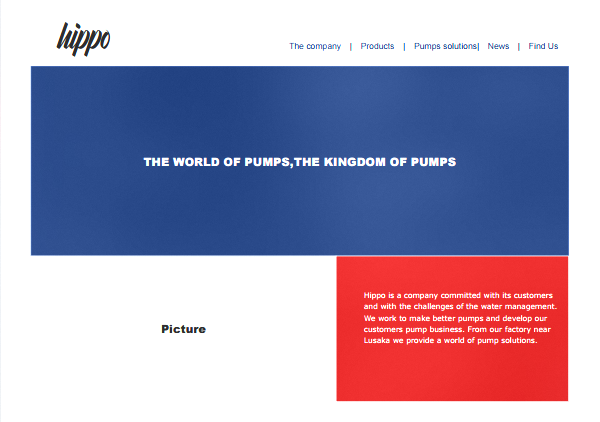 hippo
The company | Products | Pumps solutions| News | Find Us
THE WORLD OF PUMPS,THE KINGDOM OF PUMPS
Picture
Hippo is a company committed with its customers
and with the challenges of the water management.
We work to make better pumps and develop our
customers pump business. From our factory near
Lusaka we provide a world of pump solutions.